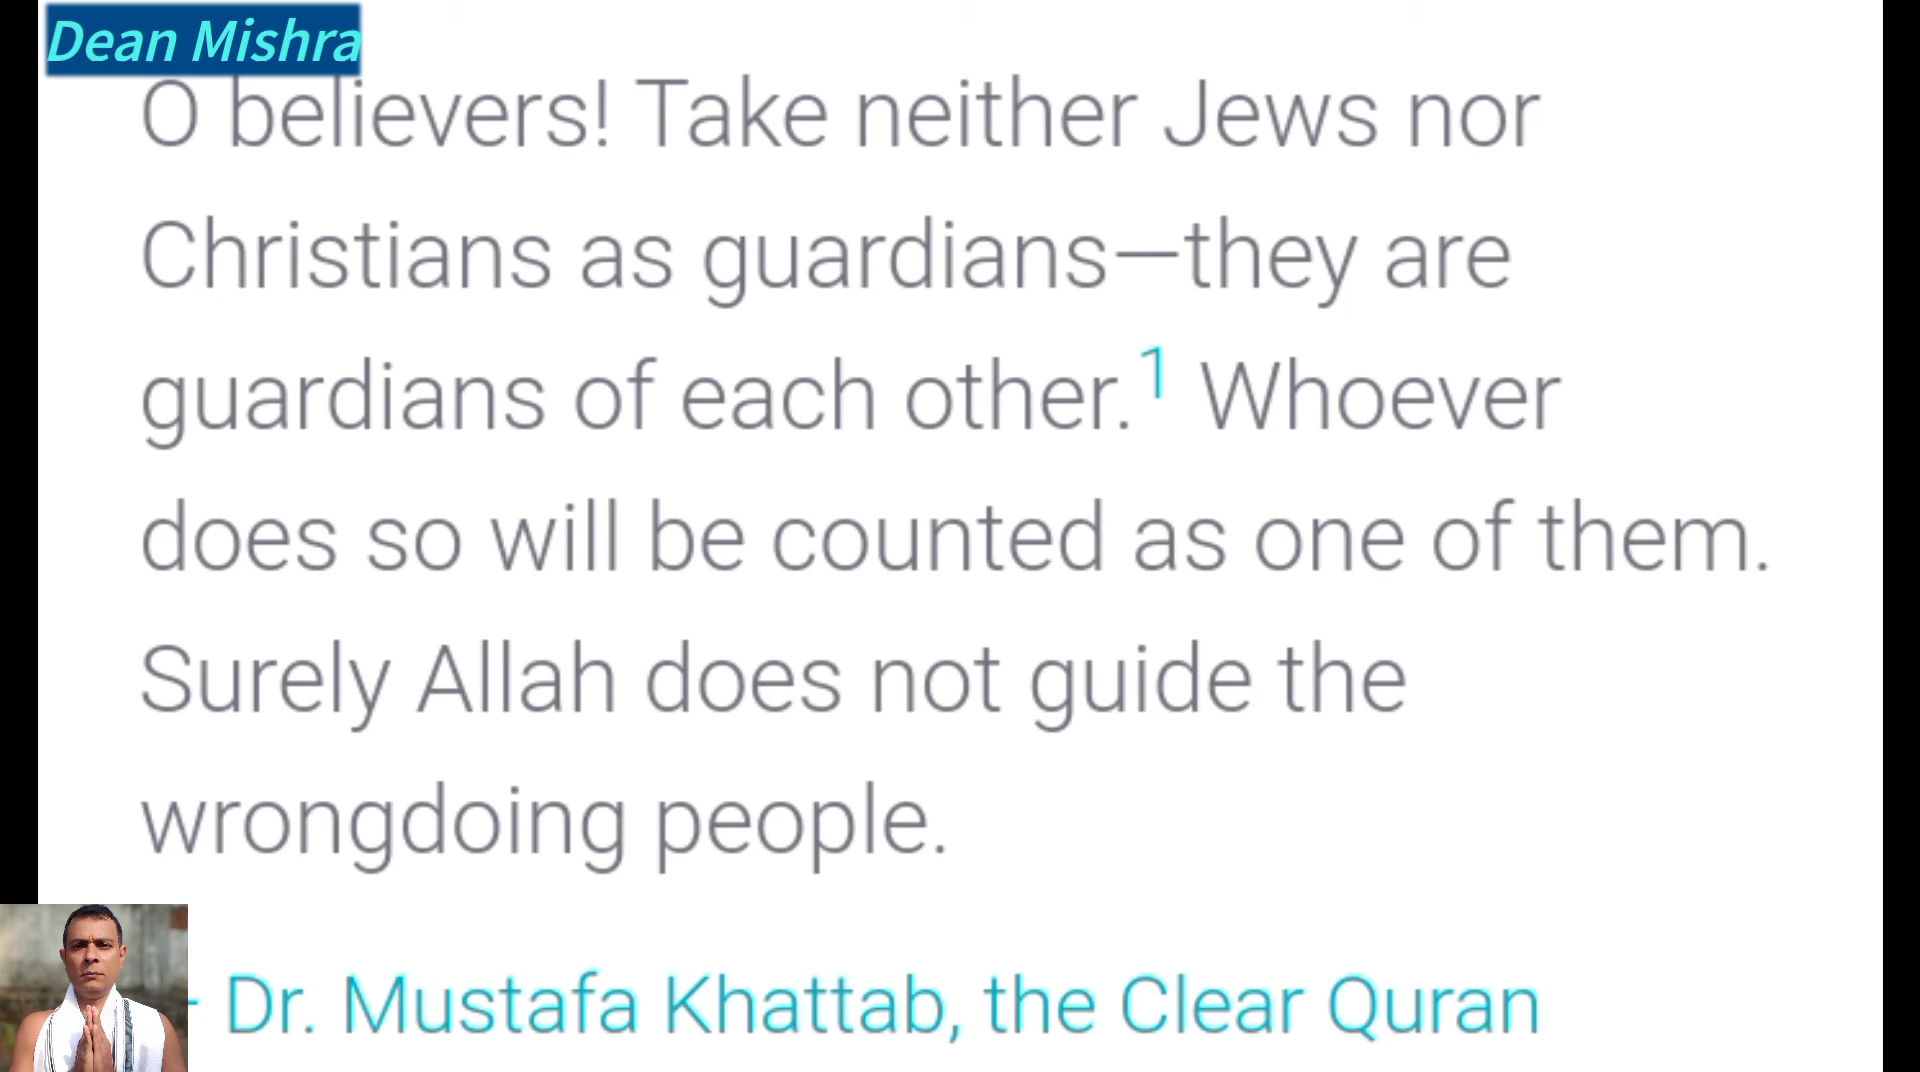 Dean Mishra
O believers! Take neither Jews nor
Christians as guardians—they are
guardians of each other.1 Whoever
does so will be counted as one of them.
Surely Allah does not guide the
wrongdoing people.
- Dr. Mustafa Khattab, the Clear Quran